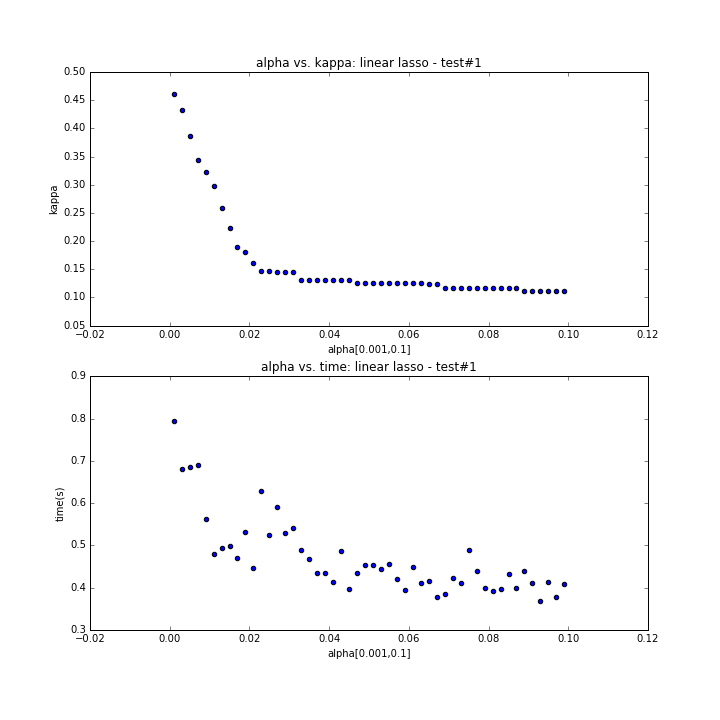 alpha vs. kappa: linear lasso - test#1
0.50
0.45
0.40
0.35
0.30
0.25
0.20
0.15
0.10
0.05
kappa
−0.02 0.00 0.02 0.04 0.06 0.08 0.10 0.12
alpha[0.001,0.1]
alpha vs. time: linear lasso - test#1
0.9
0.8
0.7
0.6
0.5
0.4
0.3
time(s)
−0.02 0.00 0.02 0.04 0.06 0.08 0.10 0.12
alpha[0.001,0.1]